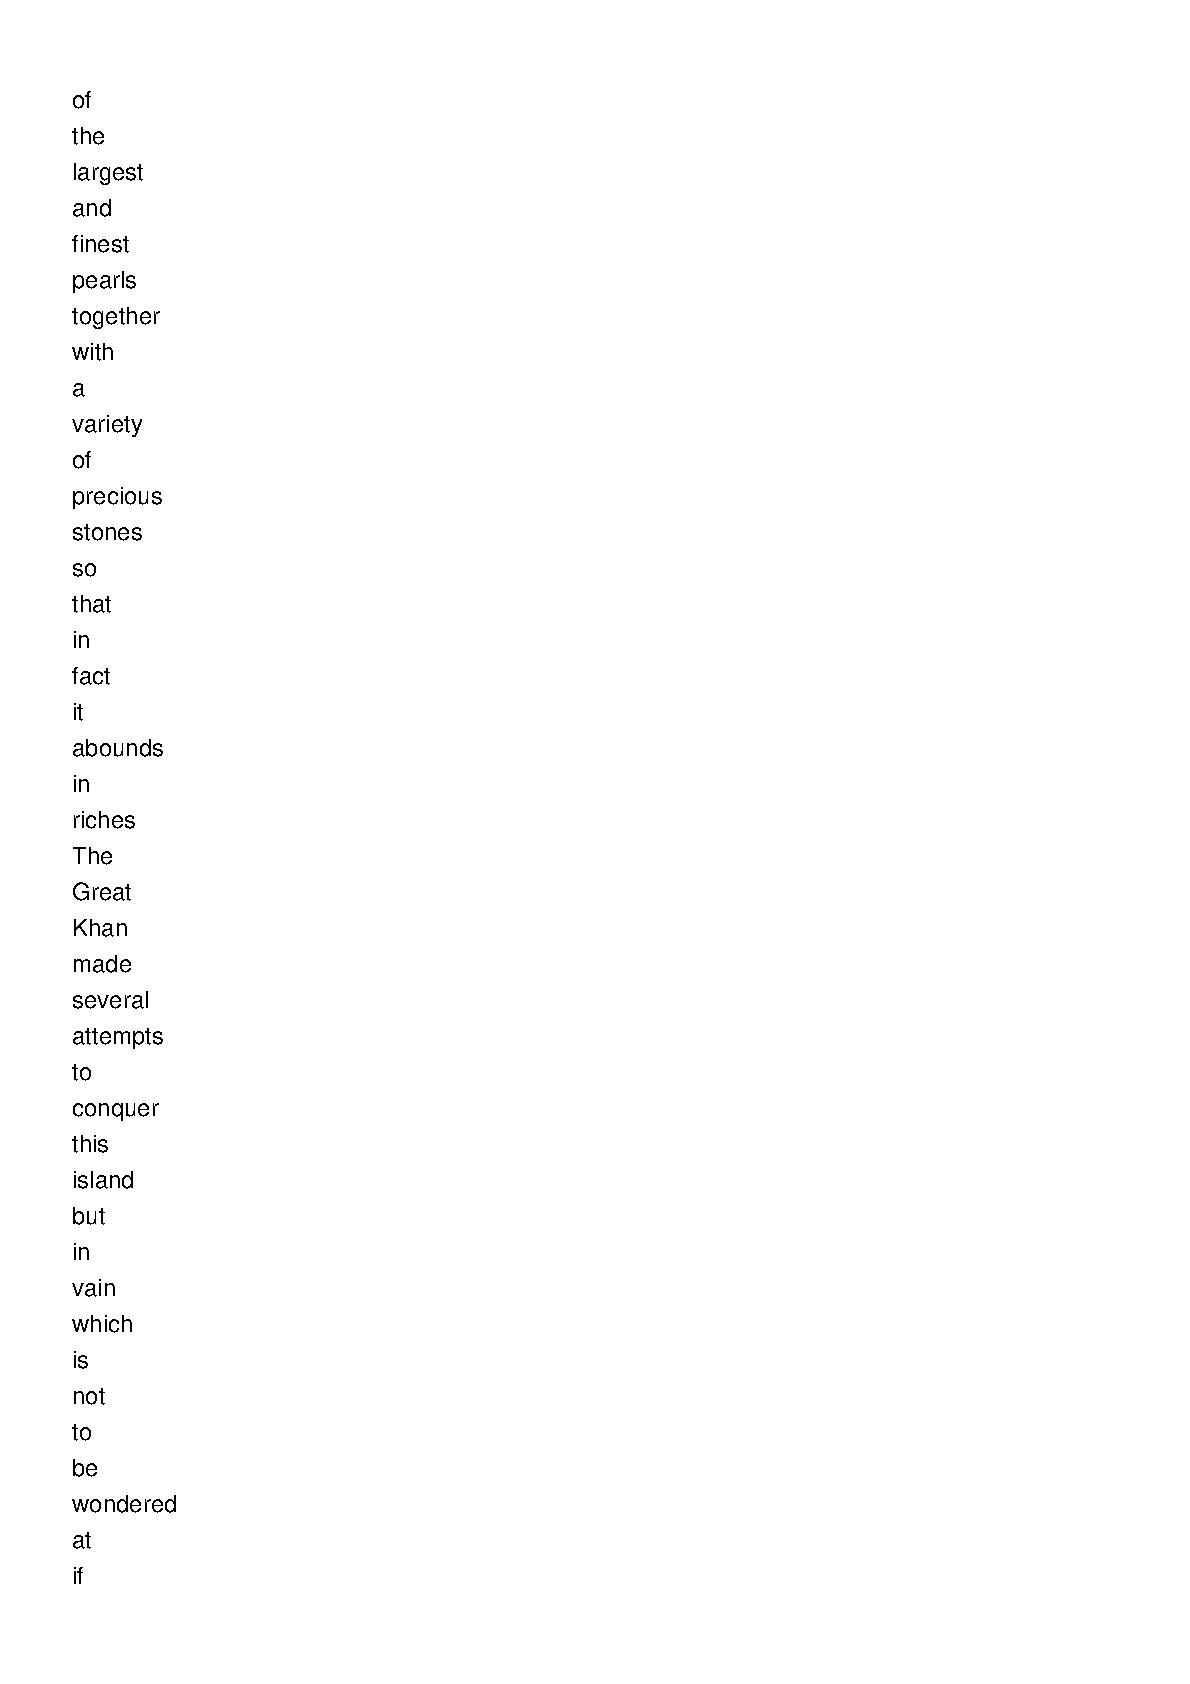 of
the
largest
and
finest
pearls
together
with
a
variety
of
precious
stones
so
that
in
fact
it
abounds
in
riches
The
Great
Khan
made
several
attempts
to
conquer
this
island
but
in
vain
which
is
not
to
be
wondered
at
if